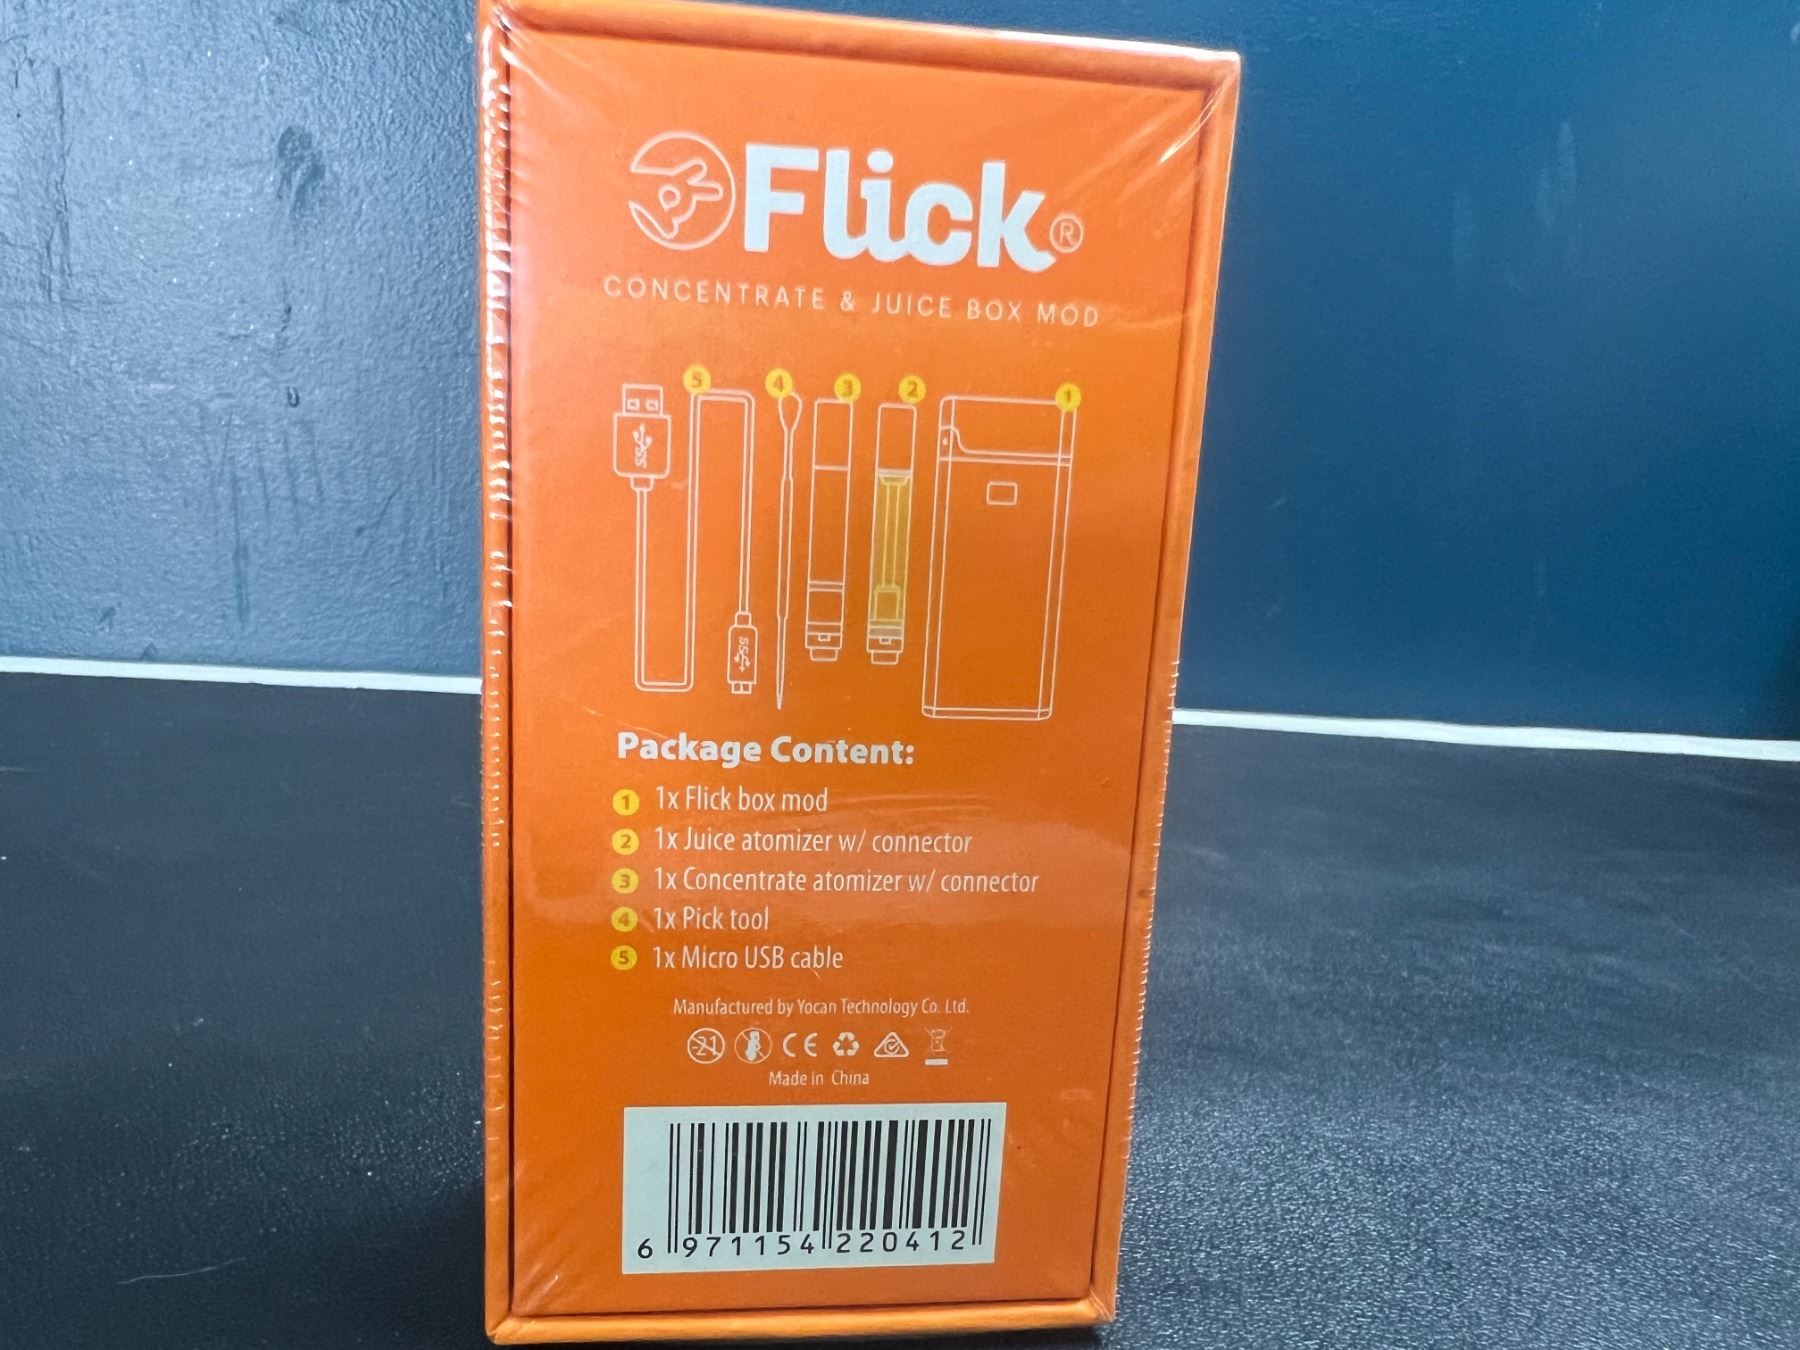 Flick®
CONCENTRATE & JUICE BOX MOD
5 4 3 2 1
Package Content:
1 1x Flick box mod
2 1x Juice atomizer w/ connector
3 1x Concentrate atomizer w/ connector
4 1x Pick tool
5 1x Micro USB cable
Manufactured by Yocan Technology Co. Ltd.
-21 CE
Made in China
6 971154 220412